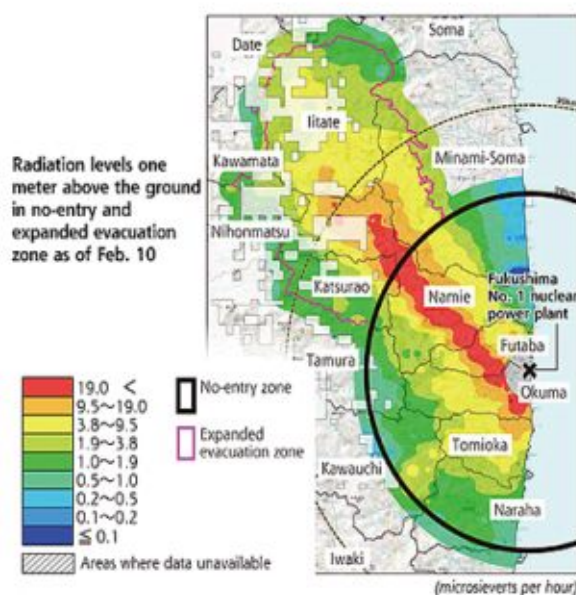 Date
Soma
Iitate
Radiation levels one
meter above the ground
in no-entry and
expanded evacuation
zone as of Feb. 10
Kawamata
Minami-Soma
Nihonmatsu
Katsurao
Namie
Fukushima
No. 1 nuclear
power plant
Futaba
Okuma
Tamura
Tomioka
Kawauchi
Naraha
Iwaki
19.0 <
9.5~19.0
3.8~9.5
1.9~3.8
1.0~1.9
0.5~1.0
0.2~0.5
0.1~0.2
≦ 0.1
No-entry zone
Expanded
evacuation zone
Areas where data unavailable
(microsieverts per hour)